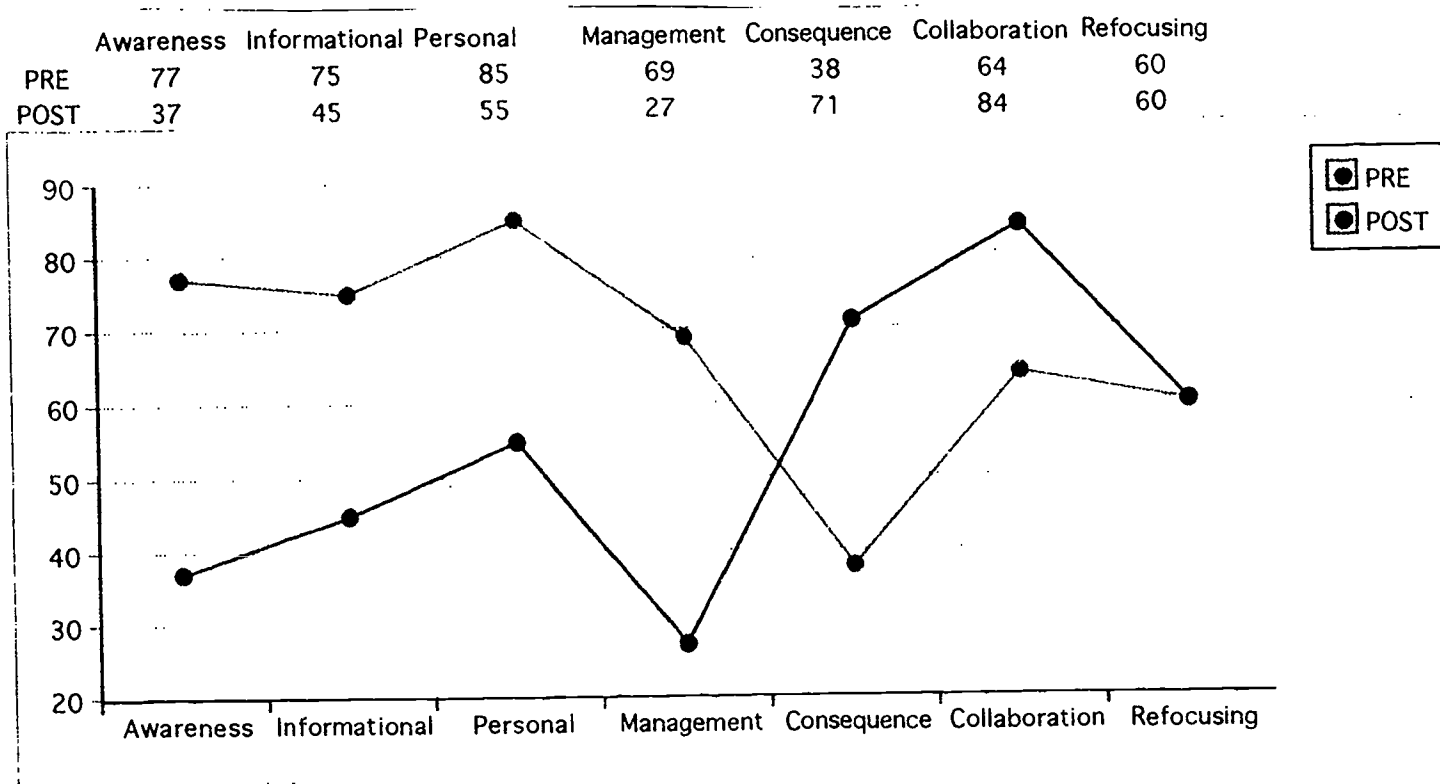 Awareness Informational Personal Management Consequence Collaboration Refocusing
PRE 77 75 85 69 38 64 60
POST 37 45 55 27 71 84 60
PRE
POST
90
80
70
60
50
40
30
20
Awareness Informational Personal Management Consequence Collaboration Refocusing